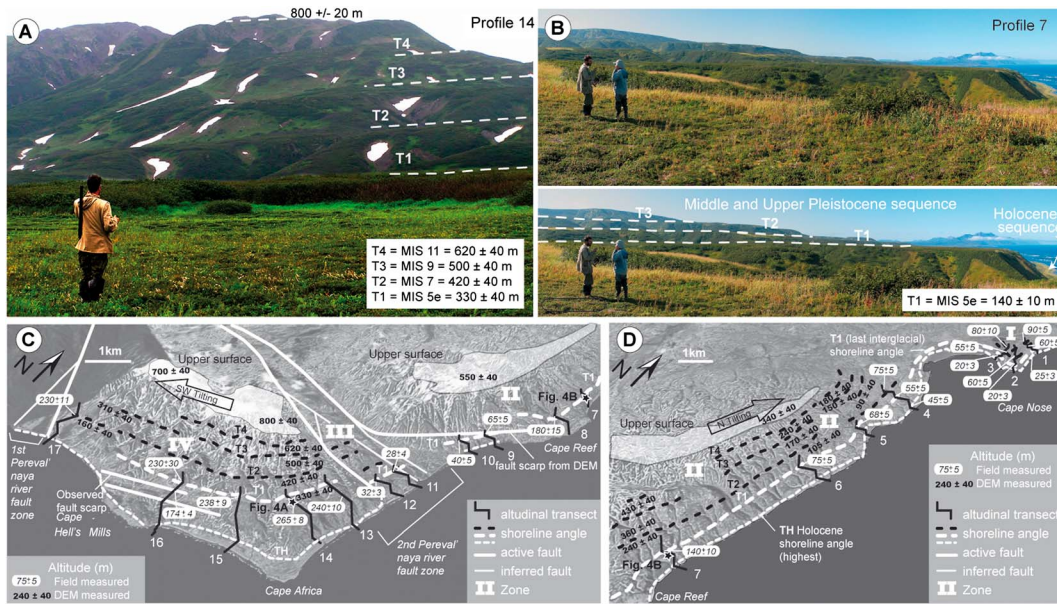 A
800 +/- 20 m
Profile 14
T4
T3
T2
T1
T4 = MIS 11 = 620 ± 40 m
T3 = MIS 9 = 500 ± 40 m
T2 = MIS 7 = 420 ± 40 m
T1 = MIS 5e = 330 ± 40 m
B
Profile 7
Middle and Upper Pleistocene sequence
Holocene
sequence
T3
T2
T1
T1 = MIS 5e = 140 ± 10 m
C
N
1km
Upper surface
700 ± 40
SW Tilting
800 ± 40
Upper surface
550 ± 40
II
T1
Fig. 4B
7
230±11
17
310 ± 40
160 ± 40
T4
T3
T2
T1
620 ± 40
500 ± 40
420 ± 40
330 ± 40
III
IV
65±5
180±15
8
Cape Reef
9
10
40±5
fault scarp from DEM
T1
28±4
T1
11
12
32±3
1st
Pereval'
naya
river
fault zone
Observed
fault scarp
Cape
Hell's Mills
230±30
174±4
238±9
Fig. 4A
265±8
240±10
13
14
15
16
TH
Cape Africa
2nd Pereval'
naya river
fault zone
Altitude (m)
75±5 Field measured
240 ± 40 DEM measured
altudinal transect
shoreline angle
active fault
inferred fault
II Zone
D
N
1km
T1 (last interglacial)
shoreline angle
80±10
I
90±5
55±5
60±5
1
20±3
3
2
25±3
60±5
20±3
Cape Nose
75±5
55±5
45±5
4
68±5
5
Upper surface
N Tilting
140 ± 40
II
II
T4
T3
T2
T1
75±5
6
430 ± 40
360 ± 40
240 ± 40
Fig. 4B
140±10
7
Cape Reef
TH Holocene
shoreline angle
(highest)
Altitude (m)
75±5 Field measured
240 ± 40 DEM measured
altudinal transect
shoreline angle
active fault
inferred fault
II Zone